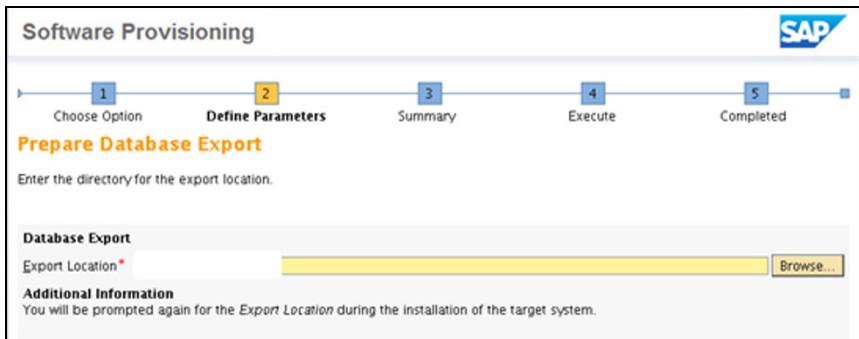 Software Provisioning
SAP
1 2 3 4 5
Choose Option Define Parameters Summary Execute Completed
Prepare Database Export
Enter the directory for the export location.
Database Export
Export Location* Browse...
Additional Information
You will be prompted again for the Export Location during the installation of the target system.